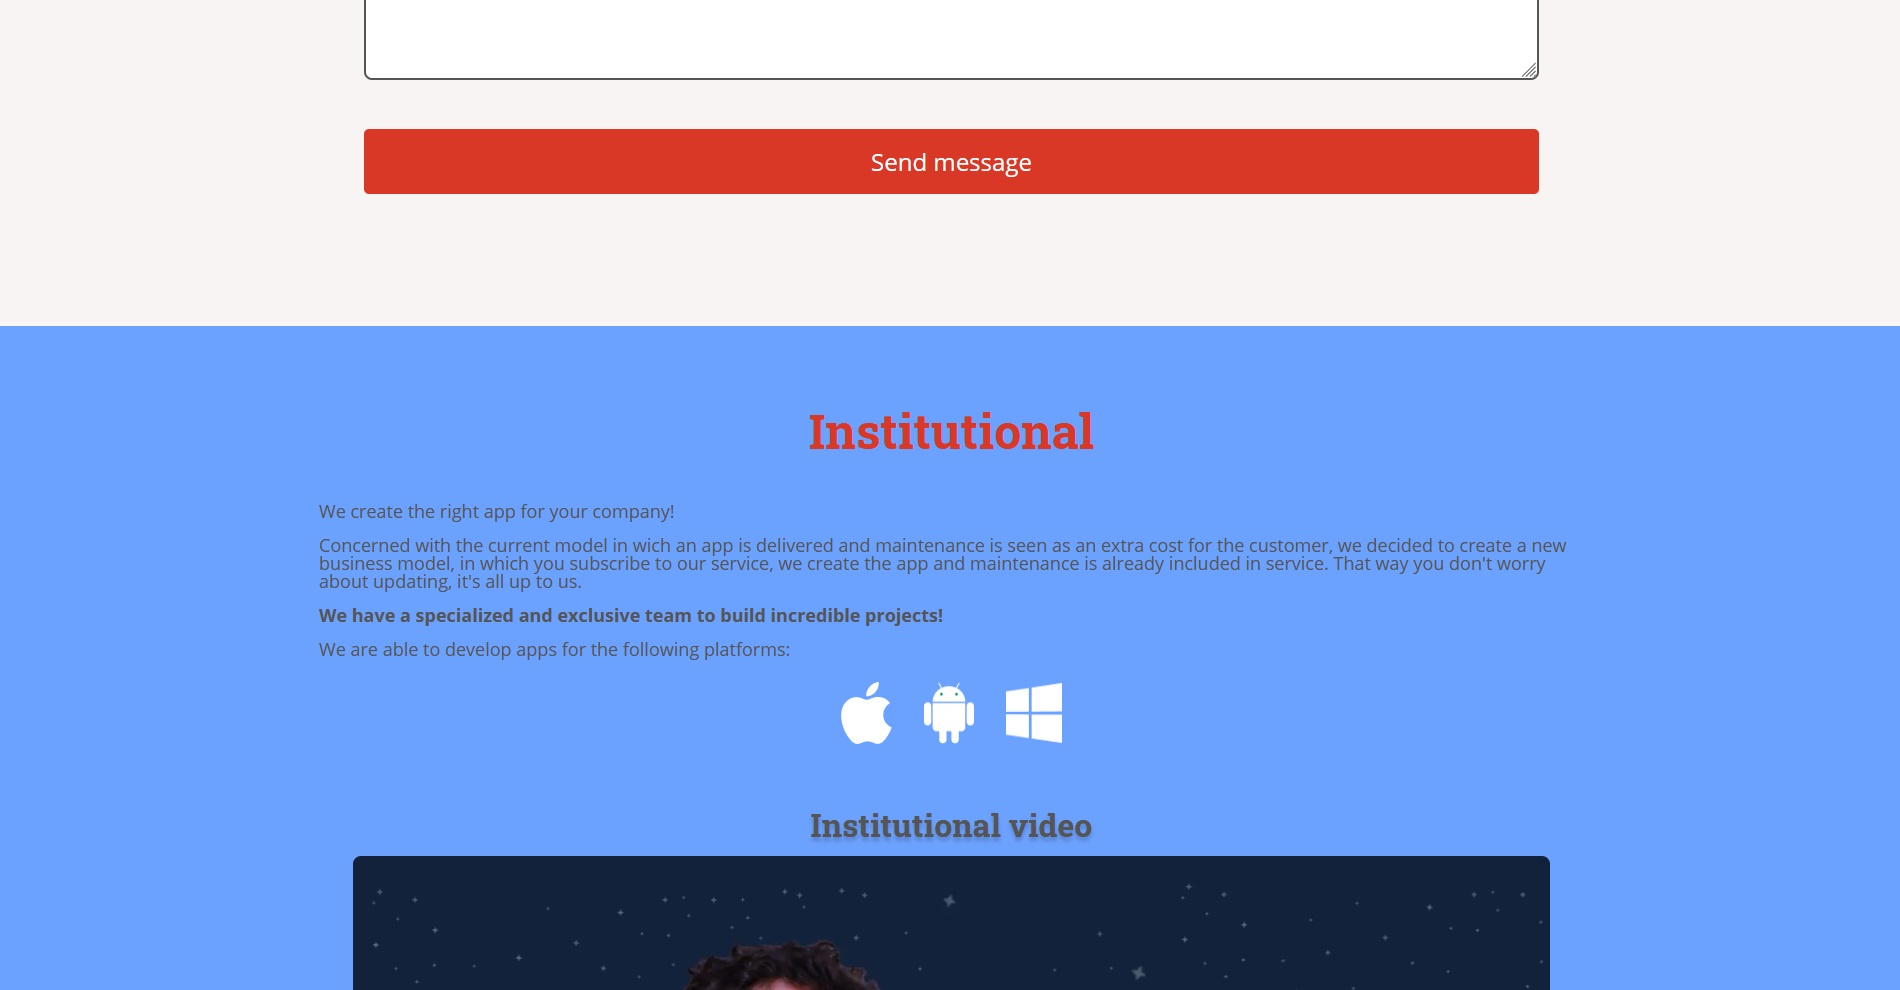 Send message
Institutional
We create the right app for your company!
Concerned with the current model in wich an app is delivered and maintenance is seen as an extra cost for the customer, we decided to create a new
business model, in which you subscribe to our service, we create the app and maintenance is already included in service. That way you don't worry
about updating, it's all up to us.
We have a specialized and exclusive team to build incredible projects!
We are able to develop apps for the following platforms:
Institutional video